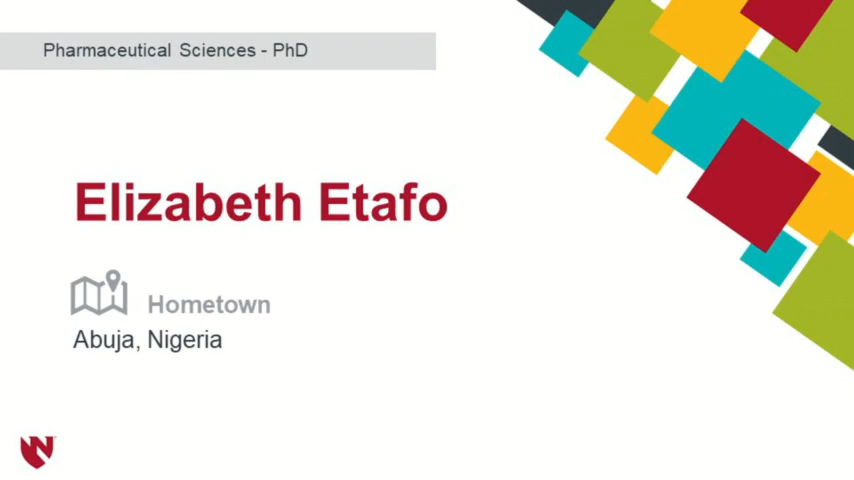 Pharmaceutical Sciences - PhD
Elizabeth Etafo
Hometown
Abuja, Nigeria
N